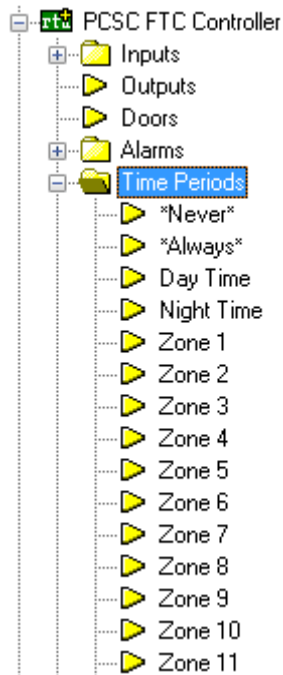 rtu PCSC FTC Controller
Inputs
Outputs
Doors
Alarms
Time Periods
*Never*
*Always*
Day Time
Night Time
Zone 1
Zone 2
Zone 3
Zone 4
Zone 5
Zone 6
Zone 7
Zone 8
Zone 9
Zone 10
Zone 11